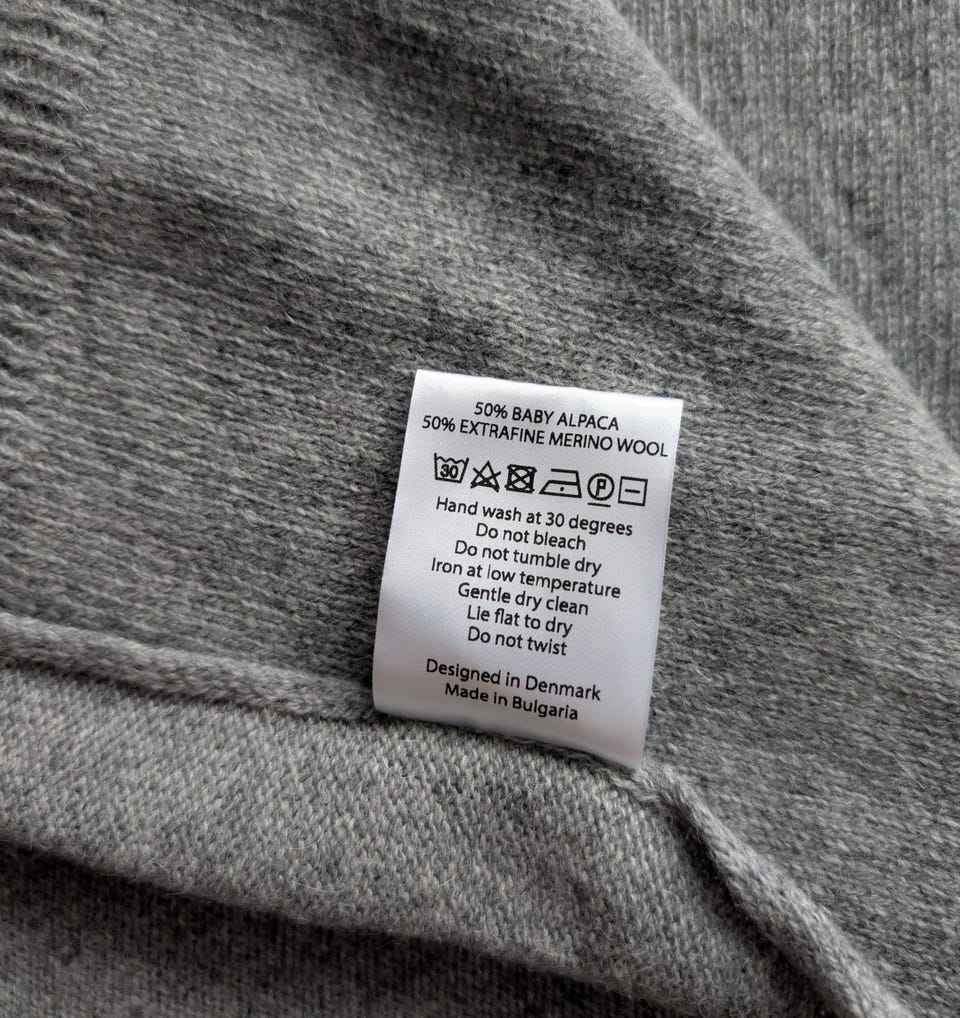 50% BABY ALPACA
50% EXTRAFINE MERINO WOOL
30 P
Hand wash at 30 degrees
Do not bleach
Do not tumble dry
Iron at low temperature
Gentle dry clean
Lie flat to dry
Do not twist
Designed in Denmark
Made in Bulgaria